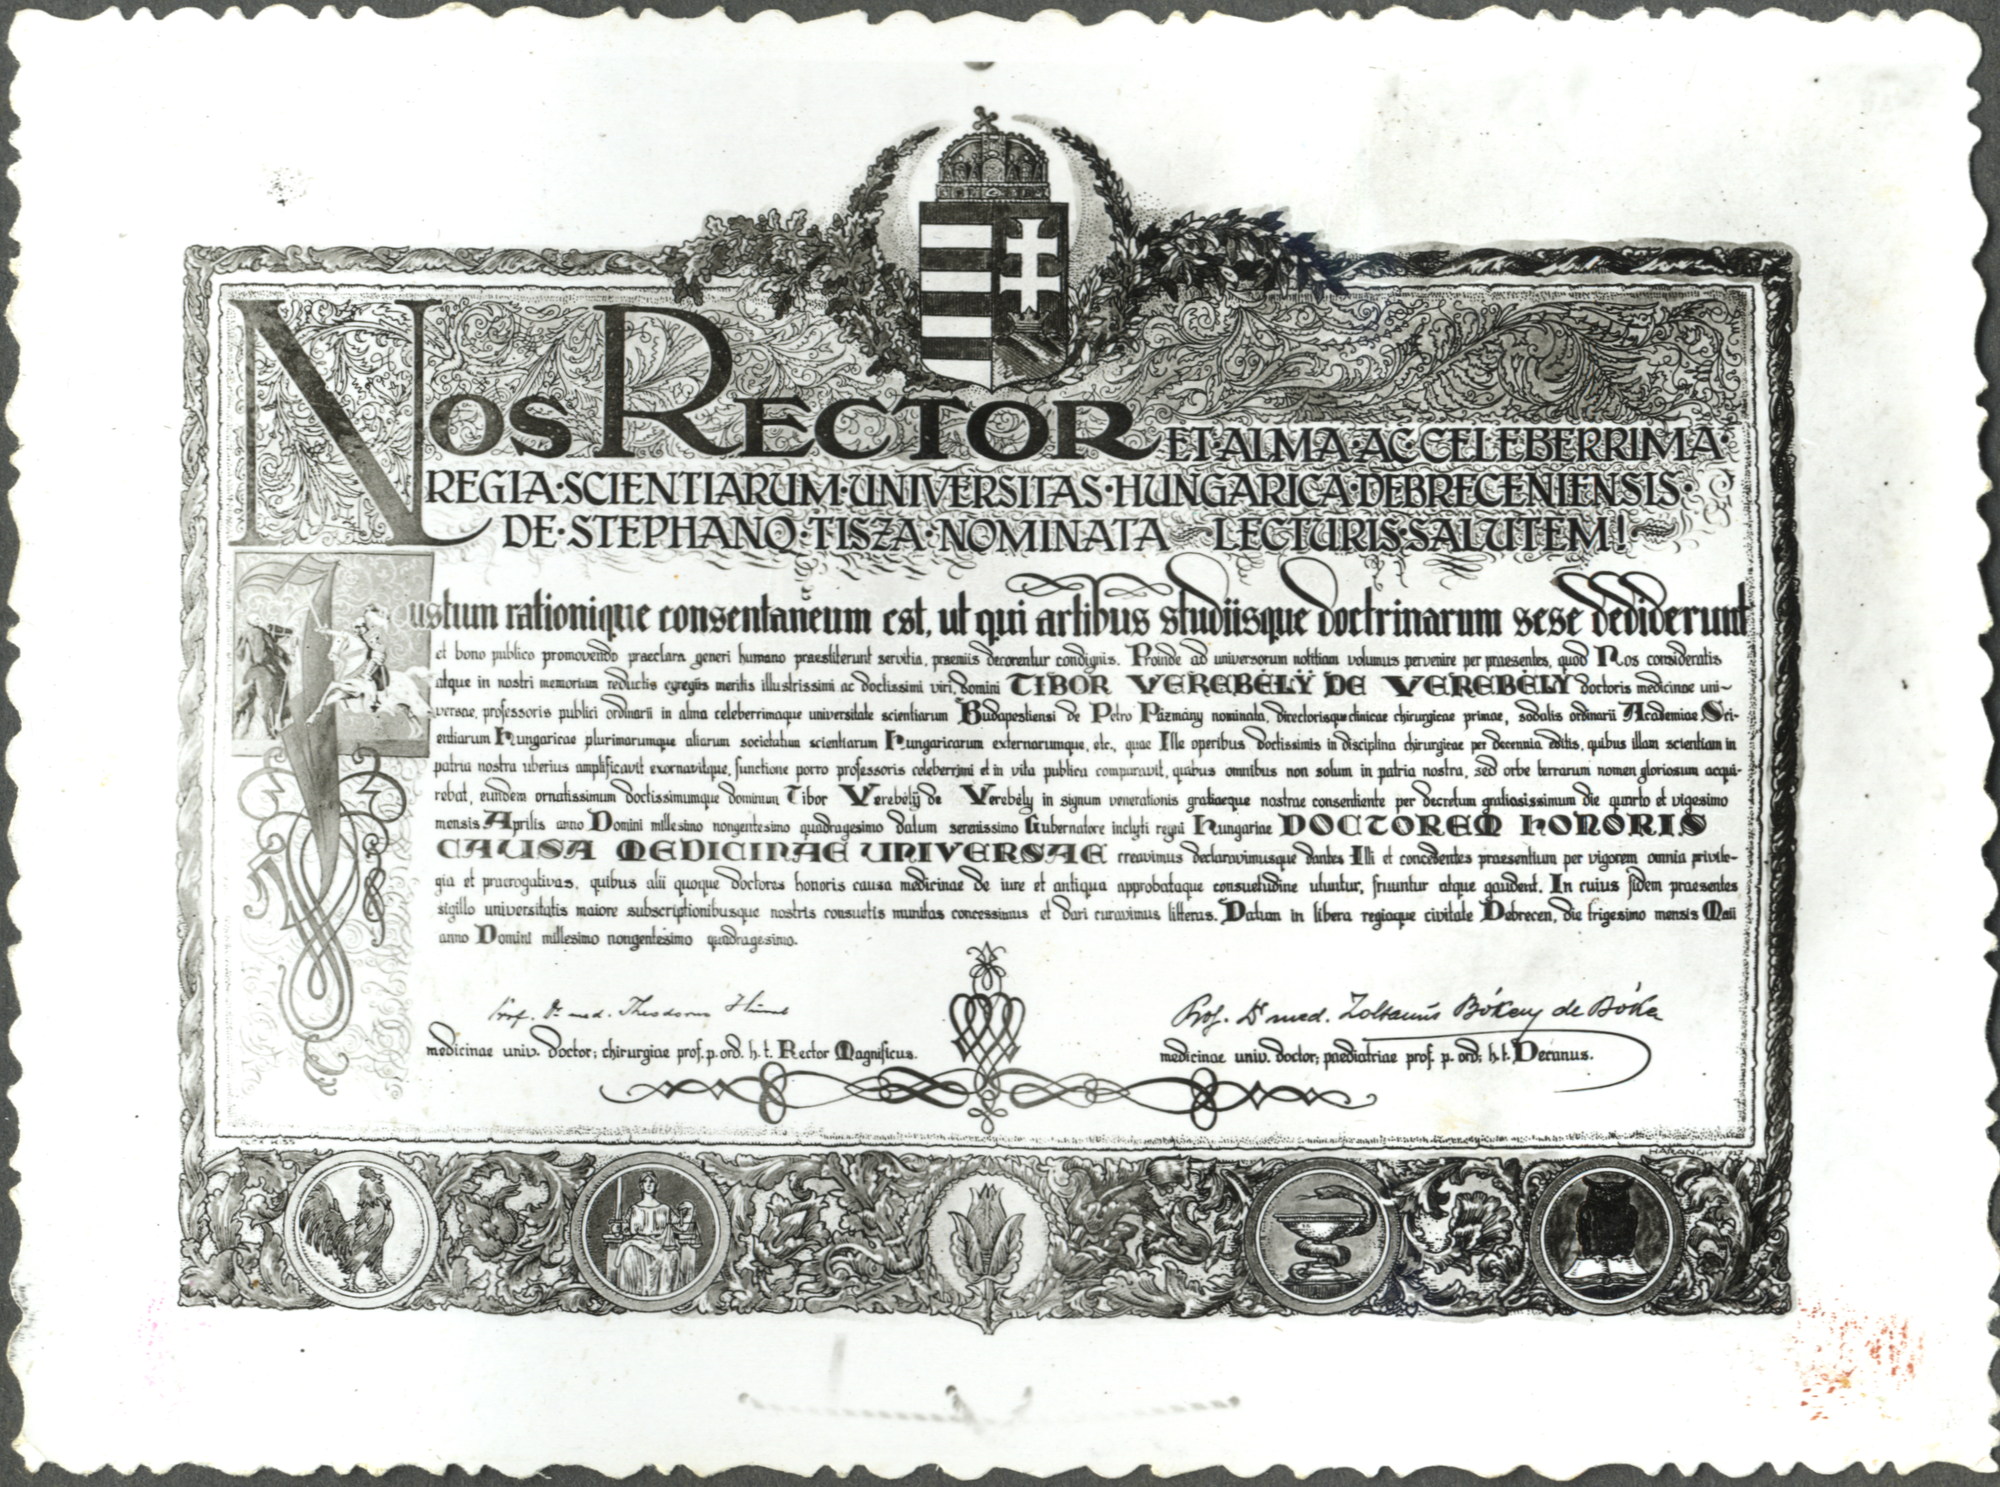 NOS RECTOR ET·ALMA·AC·CELEBERRIMA·
REGIA·SCIENTIARUM·UNIVERSITAS·HUNGARICA·DEBRECENIENSIS·
DE·STEPHANO·TISZA·NOMINATA LECTURIS·SALUTEM!
Iustum rationique consentaneum est, ut qui artibus studiisque doctrinarum sese dediderunt
et bono publico promovendo praeclara generi humano praestiterunt servitia, praemiis decorentur condignis. Proinde ad universorum notitiam volumus pervenire per praesentes, quod Nos consideratis
atque in nostri memoriam reductis egregiis meritis illustrissimi ac doctissimi viri, domini TIBOR VEREBÉLŸ DE VEREBÉLY doctoris medicinae uni-
versae, professoris publici ordinarii in alma celeberrimaque universitate scientiarum Budapestiensi de Petro Pázmány nominata, directorisque clinicae chirurgicae primae, sodalis ordinarii Academiae Sci-
entiarum Hungaricae plurimarumque aliarum societatum scientiarum Hungaricarum externarumque, etc., quae Ille operibus doctissimis in disciplina chirurgicae per decennia editis, quibus illam scientiam in
patria nostra uberius amplificavit exornavitque, functione porro professoris celeberrimi et in vita publica comparavit, quibus omnibus non solum in patria nostra, sed orbe terrarum nomen gloriosum acqui-
rebat, eundem ornatissimum doctissimumque dominum Tibor Verebélÿ de Verebély in signum venerationis gratiaeque nostrae consentiente per decretum gratiosissimum die quarto et vigesimo
mensis Aprilis anno Domini millesimo nongentesimo quadragesimo datum serenissimo Gubernatore inclyti regni Hungariae DOCTOREM HONORIS
CAUSA MEDICINAE UNIVERSAE creavimus declaravimusque dantes Illi et concedentes praesentium per vigorem omnia privile-
gia et praerogativas, quibus alii quoque doctores honoris causa medicinae de iure et antiqua approbataque consuetudine utuntur, fruuntur atque gaudent. In cuius fidem praesentes
sigillo universitatis maiore subscriptionibusque nostris consuetis munitas concessimus et dari curavimus litteras. Datum in libera regiaque civitate Debrecen, die trigesimo mensis Maii
anno Domini millesimo nongentesimo quadragesimo.
Prof. Dr med. Theodorus Hüttl
Prof. Dr med. Zoltanus Bókay de Bóka
medicinae univ. doctor; chirurgiae prof. p. ord. h. t. Rector Magnificus.
medicinae univ. doctor; paediatriae prof. p. ord; h. t. Decanus.
HARANGHY